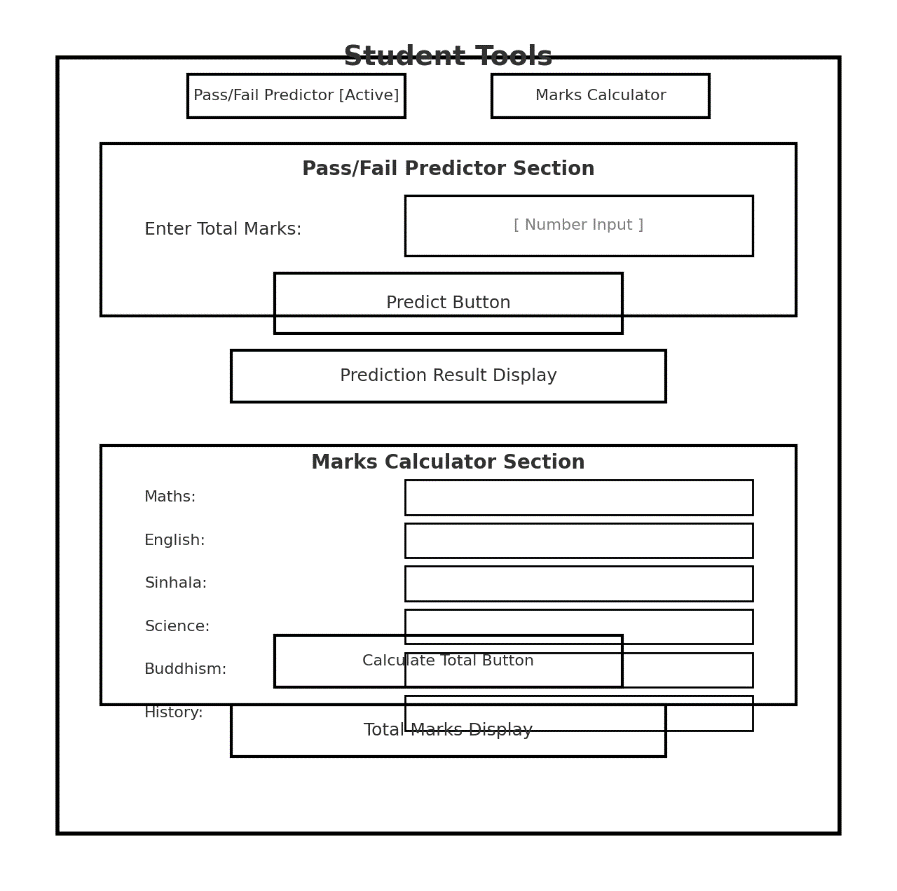 Student Tools
Pass/Fail Predictor [Active]
Marks Calculator
Pass/Fail Predictor Section
Enter Total Marks:
[ Number Input ]
Predict Button
Prediction Result Display
Marks Calculator Section
Maths:
English:
Sinhala:
Science:
Calculate Total Button
Buddhism:
History:
Total Marks Display